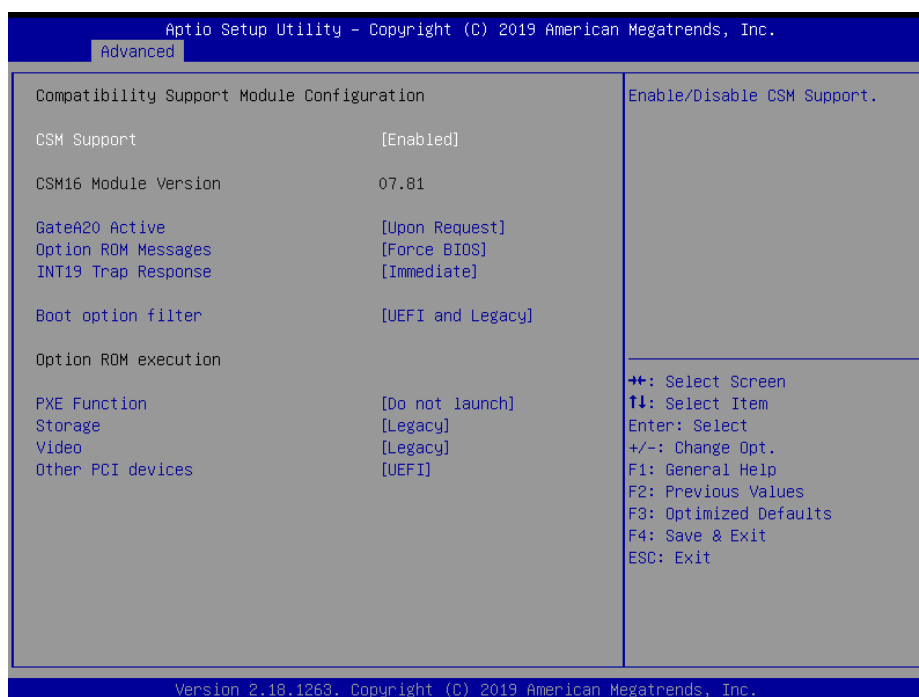 Aptio Setup Utility – Copyright (C) 2019 American Megatrends, Inc.
Advanced
Compatibility Support Module Configuration
CSM Support [Enabled]
CSM16 Module Version 07.81
GateA20 Active [Upon Request]
Option ROM Messages [Force BIOS]
INT19 Trap Response [Immediate]
Boot option filter [UEFI and Legacy]
Option ROM execution
PXE Function [Do not launch]
Storage [Legacy]
Video [Legacy]
Other PCI devices [UEFI]
Enable/Disable CSM Support.
→←: Select Screen
↑↓: Select Item
Enter: Select
+/-: Change Opt.
F1: General Help
F2: Previous Values
F3: Optimized Defaults
F4: Save & Exit
ESC: Exit
Version 2.18.1263. Copyright (C) 2019 American Megatrends, Inc.